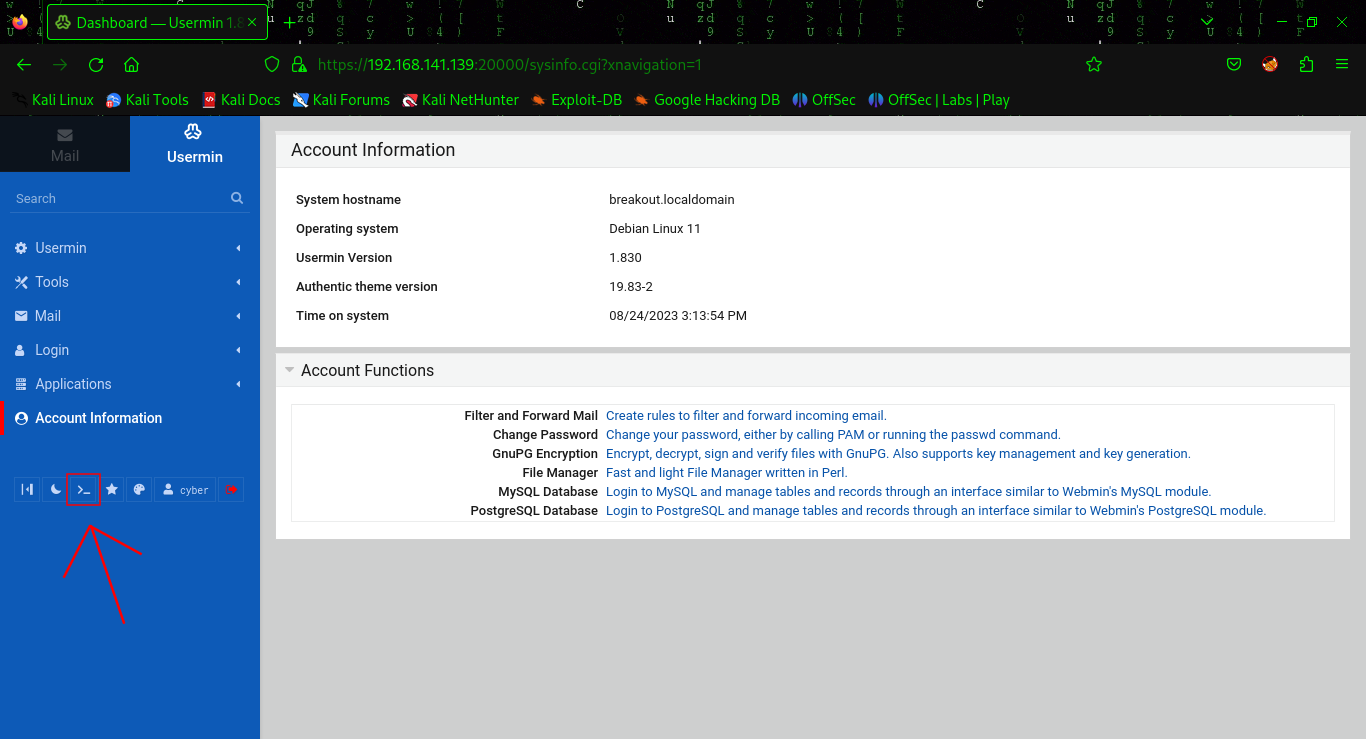 Dashboard — Usermin 1.8
https://192.168.141.139:20000/sysinfo.cgi?xnavigation=1
Kali Linux Kali Tools Kali Docs Kali Forums Kali NetHunter Exploit-DB Google Hacking DB OffSec OffSec | Labs | Play
Mail
Usermin
Search
Usermin
Tools
Mail
Login
Applications
Account Information
cyber
Account Information
System hostname breakout.localdomain
Operating system Debian Linux 11
Usermin Version 1.830
Authentic theme version 19.83-2
Time on system 08/24/2023 3:13:54 PM
Account Functions
Filter and Forward Mail Create rules to filter and forward incoming email.
Change Password Change your password, either by calling PAM or running the passwd command.
GnuPG Encryption Encrypt, decrypt, sign and verify files with GnuPG. Also supports key management and key generation.
File Manager Fast and light File Manager written in Perl.
MySQL Database Login to MySQL and manage tables and records through an interface similar to Webmin's MySQL module.
PostgreSQL Database Login to PostgreSQL and manage tables and records through an interface similar to Webmin's PostgreSQL module.